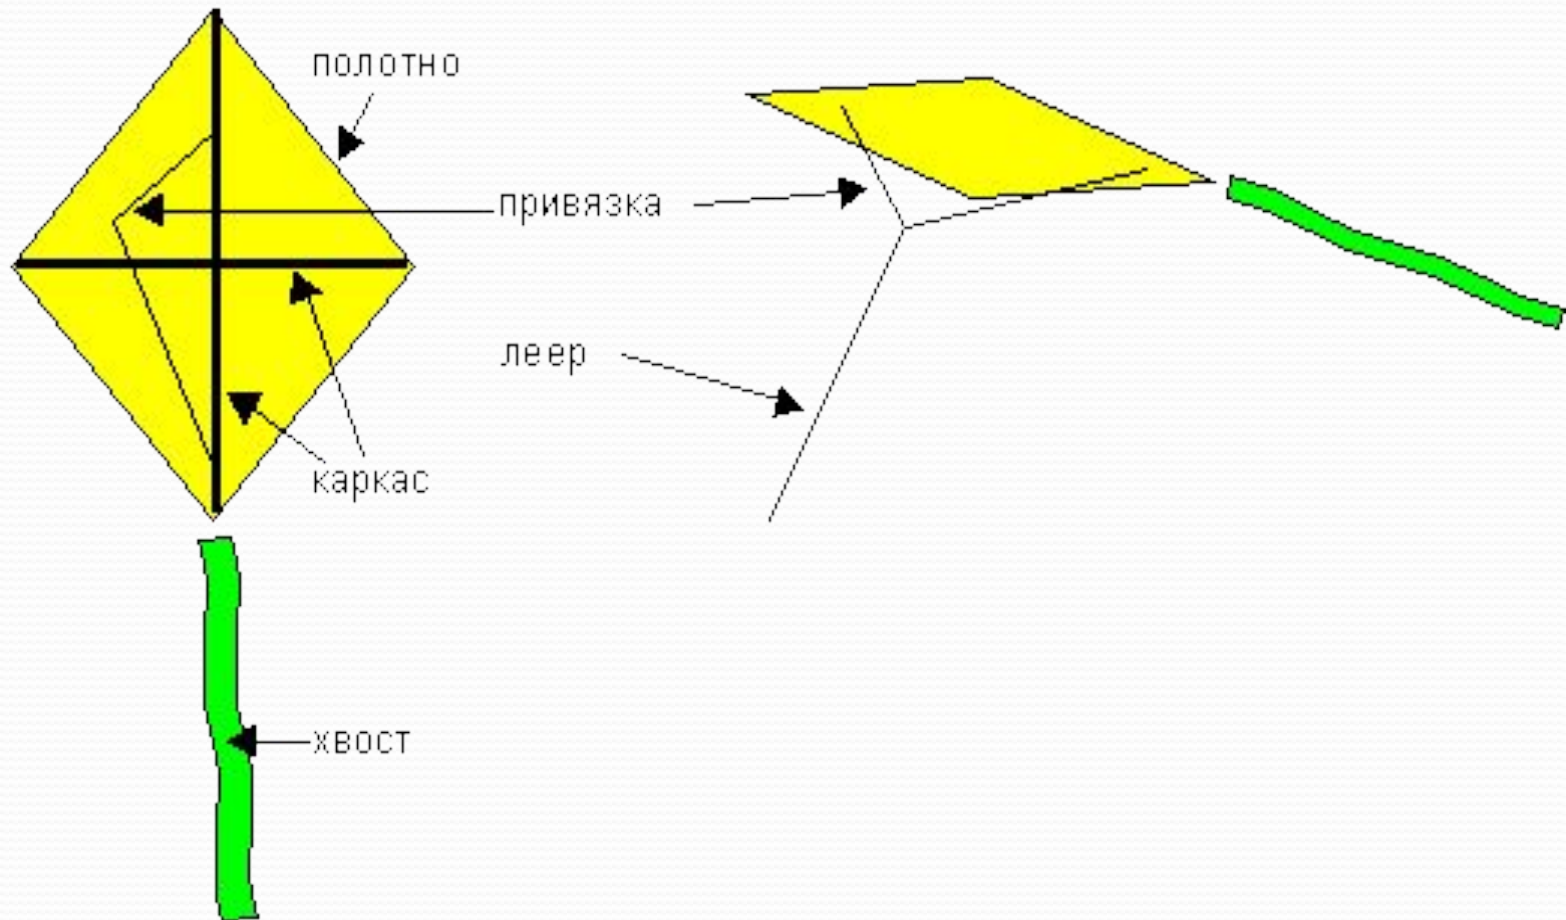 полотно
привязка
леер
каркас
хвост